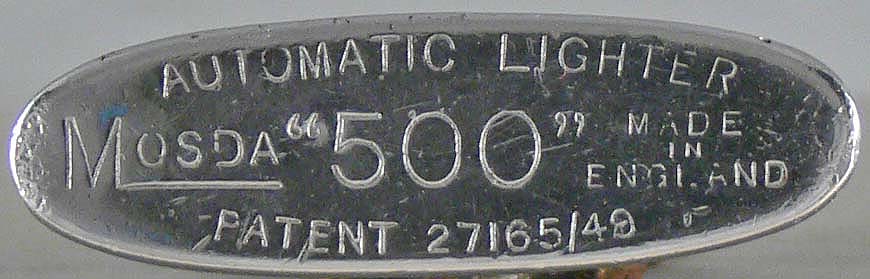 AUTOMATIC LIGHTER
MOSDA "500" MADE IN ENGLAND
PATENT 27165/49